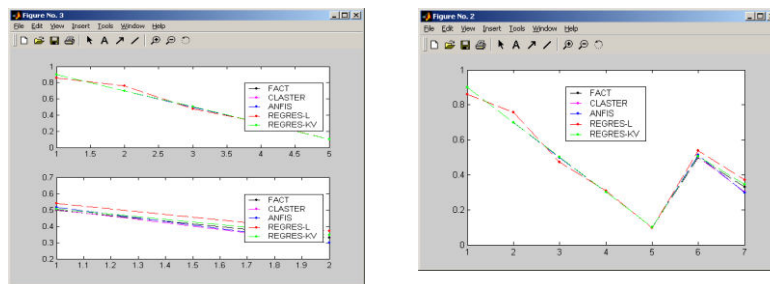 Figure No. 3
File Edit View Insert Tools Window Help
1
0.8
0.6
0.4
0.2
0
1 1.5 2 2.5 3 3.5 4 4.5 5
FACT
CLASTER
ANFIS
REGRES-L
REGRES-KV
0.7
0.6
0.5
0.4
0.3
0.2
1 1.1 1.2 1.3 1.4 1.5 1.6 1.7 1.8 1.9 2
FACT
CLASTER
ANFIS
REGRES-L
REGRES-KV
Figure No. 2
File Edit View Insert Tools Window Help
1
0.8
0.6
0.4
0.2
0
1 2 3 4 5 6 7
FACT
CLASTER
ANFIS
REGRES-L
REGRES-KV